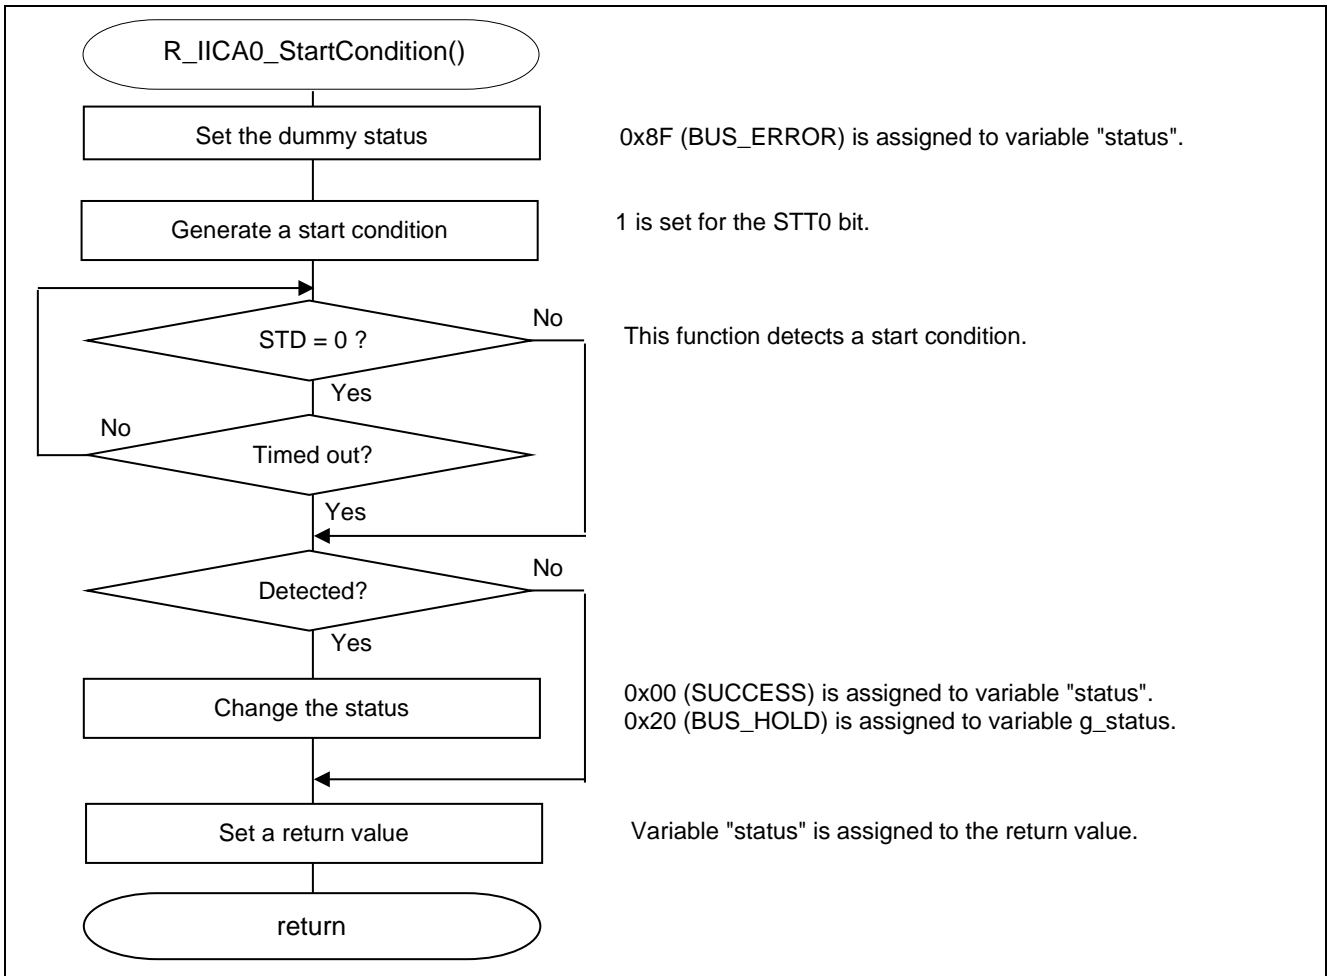 R_IICA0_StartCondition()
Set the dummy status
0x8F (BUS_ERROR) is assigned to variable "status".
Generate a start condition
1 is set for the STT0 bit.
STD = 0 ?
No
This function detects a start condition.
Yes
No
Timed out?
Yes
No
Detected?
Yes
Change the status
0x00 (SUCCESS) is assigned to variable "status".
0x20 (BUS_HOLD) is assigned to variable g_status.
Set a return value
Variable "status" is assigned to the return value.
return